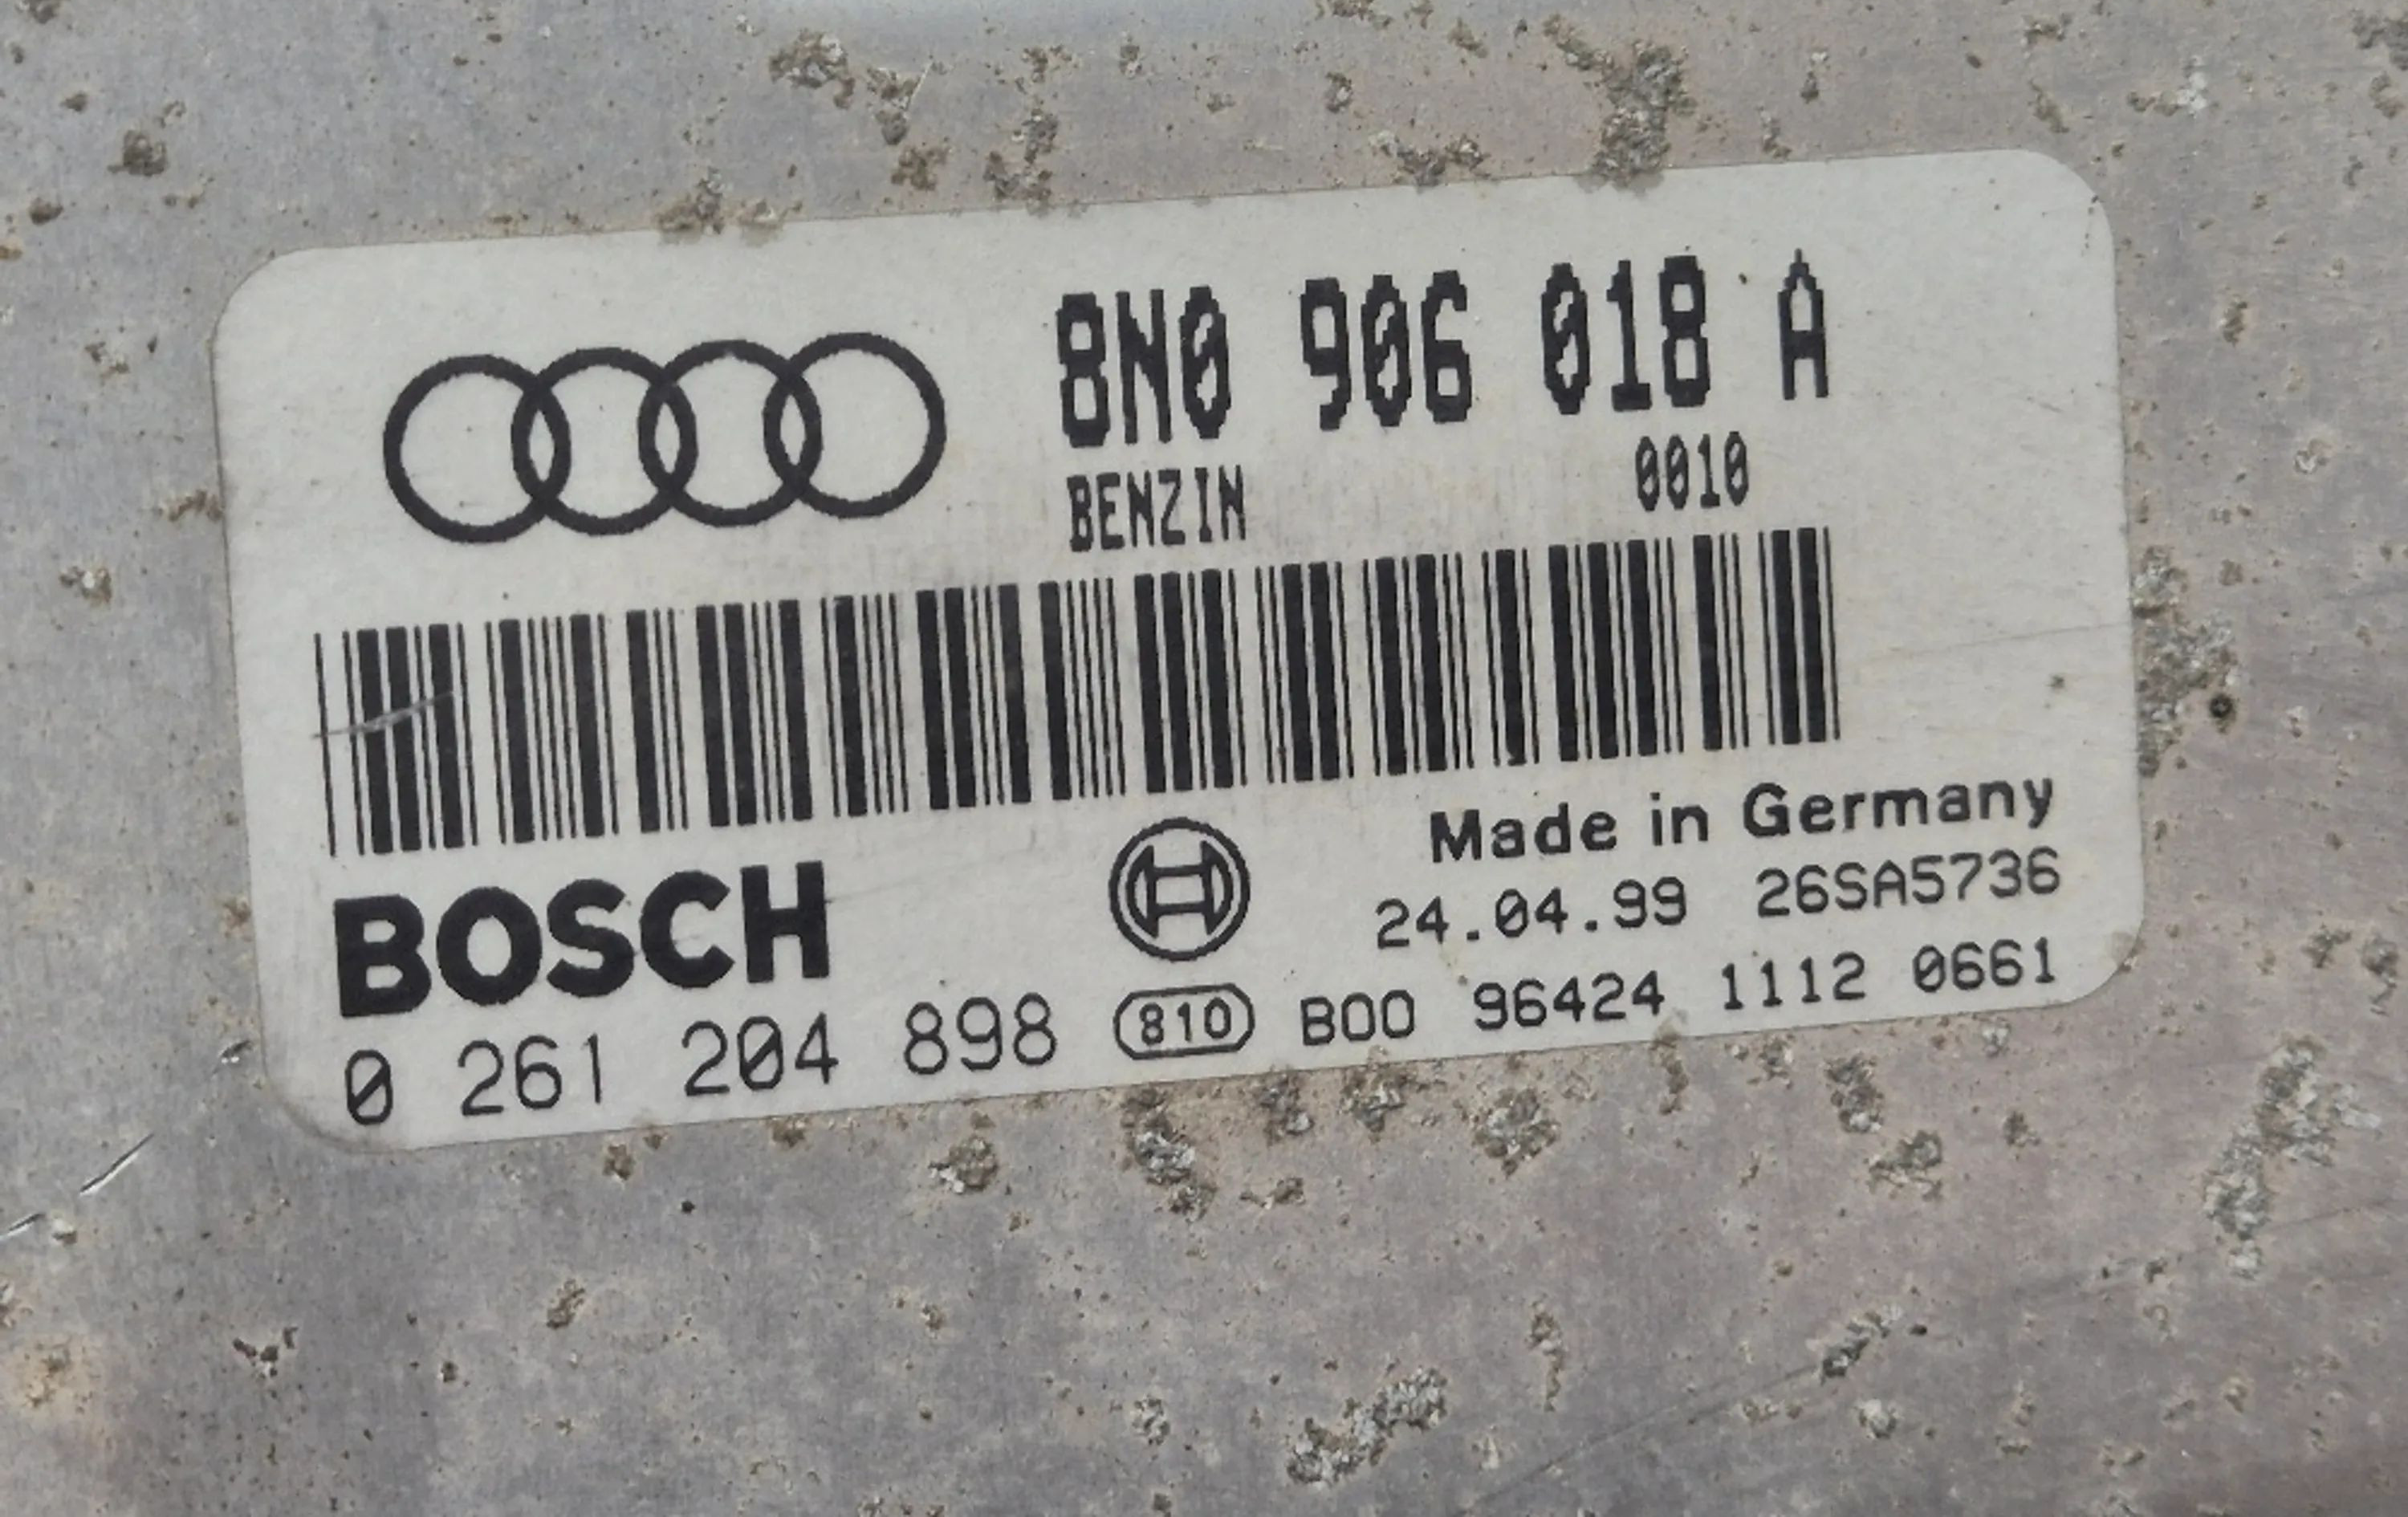 8N0 906 018 A
BENZIN 0010
Made in Germany
BOSCH 24.04.99 26SA5736
0 261 204 898 810 B00 96424 1112 0661